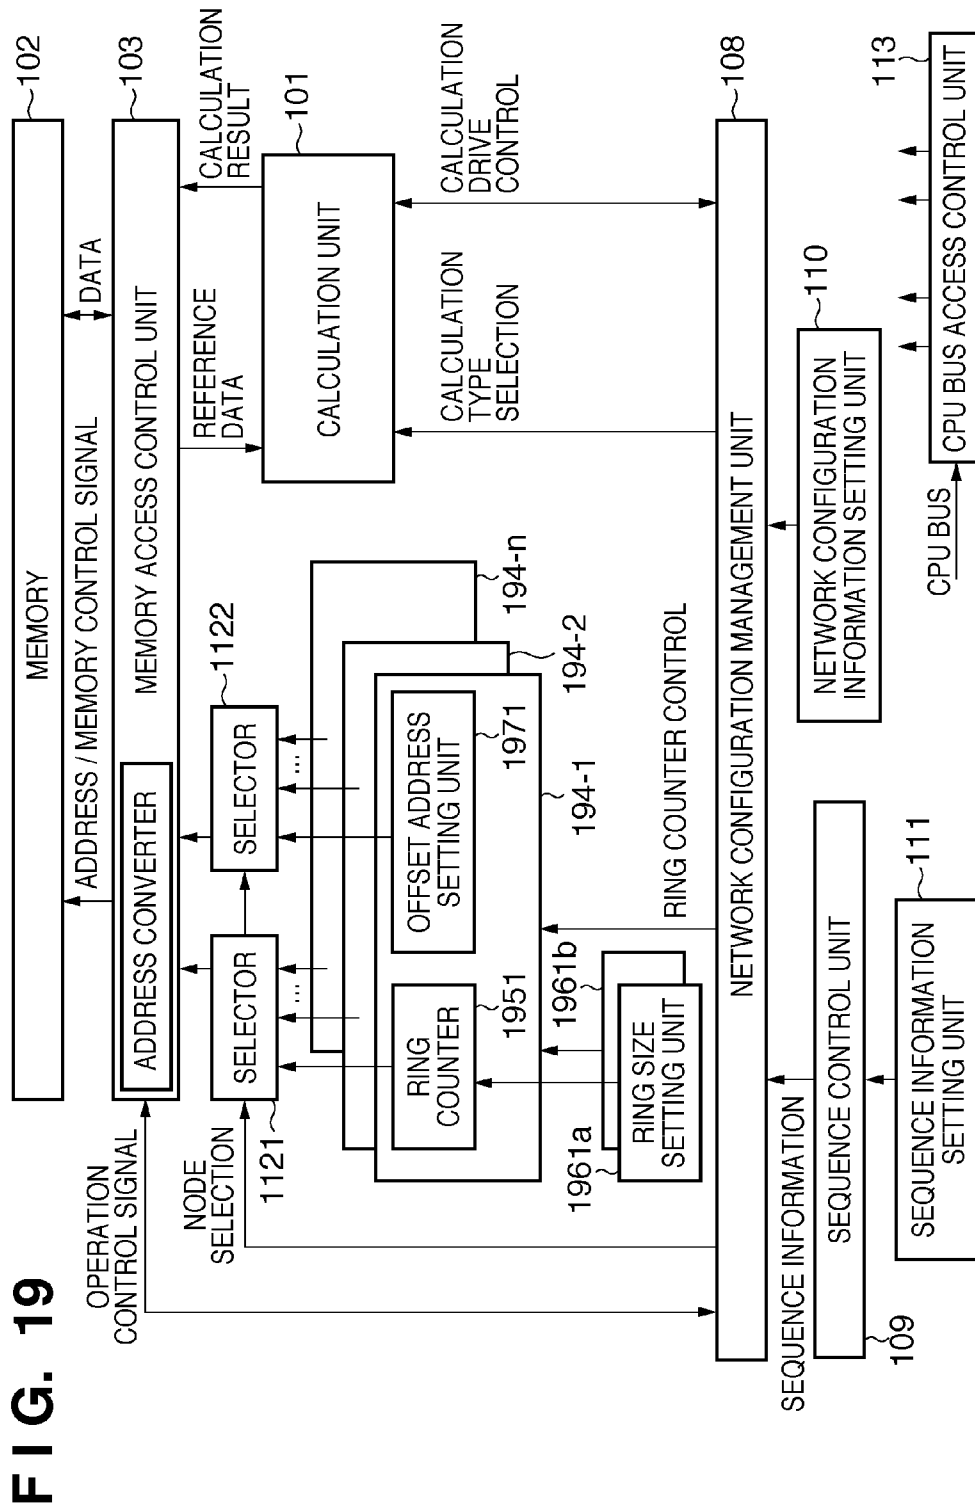 FIG. 19
MEMORY
102
ADDRESS / MEMORY CONTROL SIGNAL
DATA
OPERATION
CONTROL SIGNAL
ADDRESS CONVERTER
MEMORY ACCESS CONTROL UNIT
103
NODE
SELECTION
1121
SELECTOR
SELECTOR
1122
REFERENCE
DATA
CALCULATION
RESULT
...
...
CALCULATION UNIT
101
RING
COUNTER
1951
OFFSET ADDRESS
SETTING UNIT
1971
194-1
194-2
194-n
1961a
RING SIZE
SETTING UNIT
1961b
RING COUNTER CONTROL
CALCULATION
TYPE
SELECTION
CALCULATION
DRIVE
CONTROL
NETWORK CONFIGURATION MANAGEMENT UNIT
108
SEQUENCE INFORMATION
109
SEQUENCE CONTROL UNIT
NETWORK CONFIGURATION
INFORMATION SETTING UNIT
110
SEQUENCE INFORMATION
SETTING UNIT
111
CPU BUS
CPU BUS ACCESS CONTROL UNIT
113